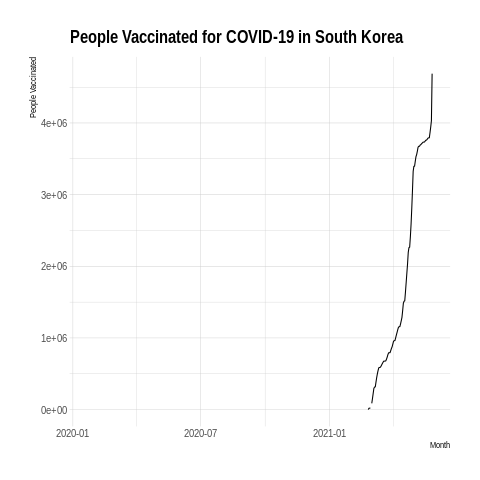 People Vaccinated for COVID-19 in South Korea
People Vaccinated
4e+06
3e+06
2e+06
1e+06
0e+00
2020-01 2020-07 2021-01
Month